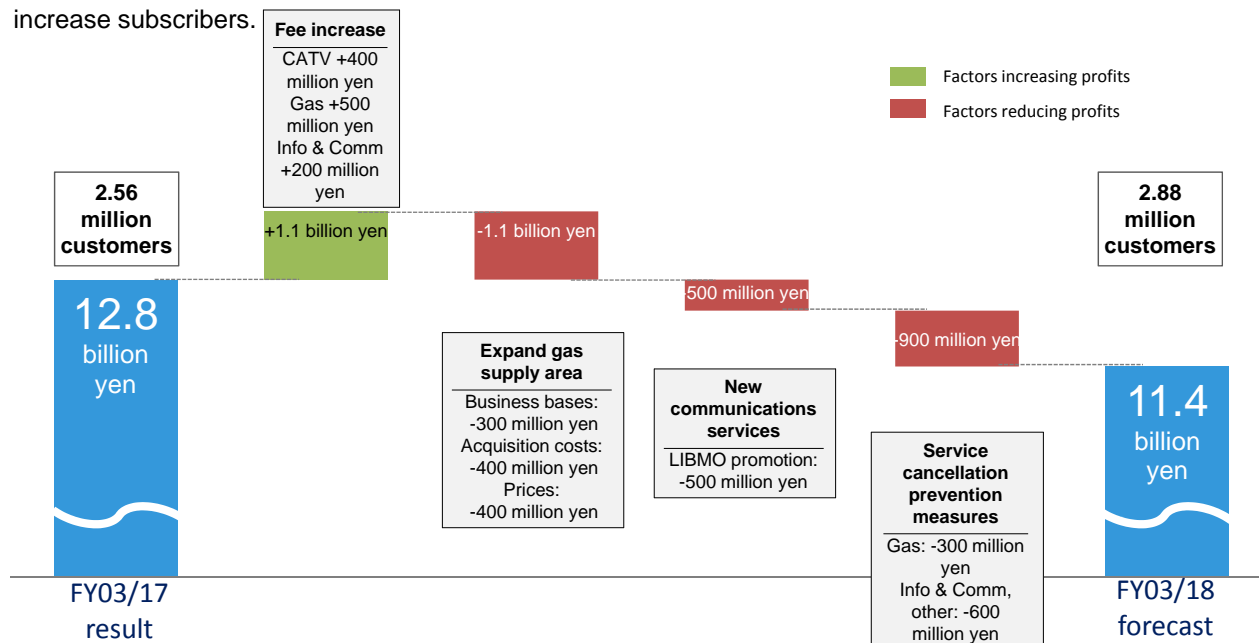 increase subscribers.
Fee increase
CATV +400
million yen
Gas +500
million yen
Info & Comm
+200 million
yen
Factors increasing profits
Factors reducing profits
2.56
million
customers
2.88
million
customers
+1.1 billion yen
-1.1 billion yen
-500 million yen
-900 million yen
12.8
billion
yen
Expand gas
supply area
Business bases:
-300 million yen
Acquisition costs:
-400 million yen
Prices:
-400 million yen
New
communications
services
LIBMO promotion:
-500 million yen
Service
cancellation
prevention
measures
Gas: -300 million
yen
Info & Comm,
other: -600
million yen
11.4
billion
yen
FY03/17
result
FY03/18
forecast